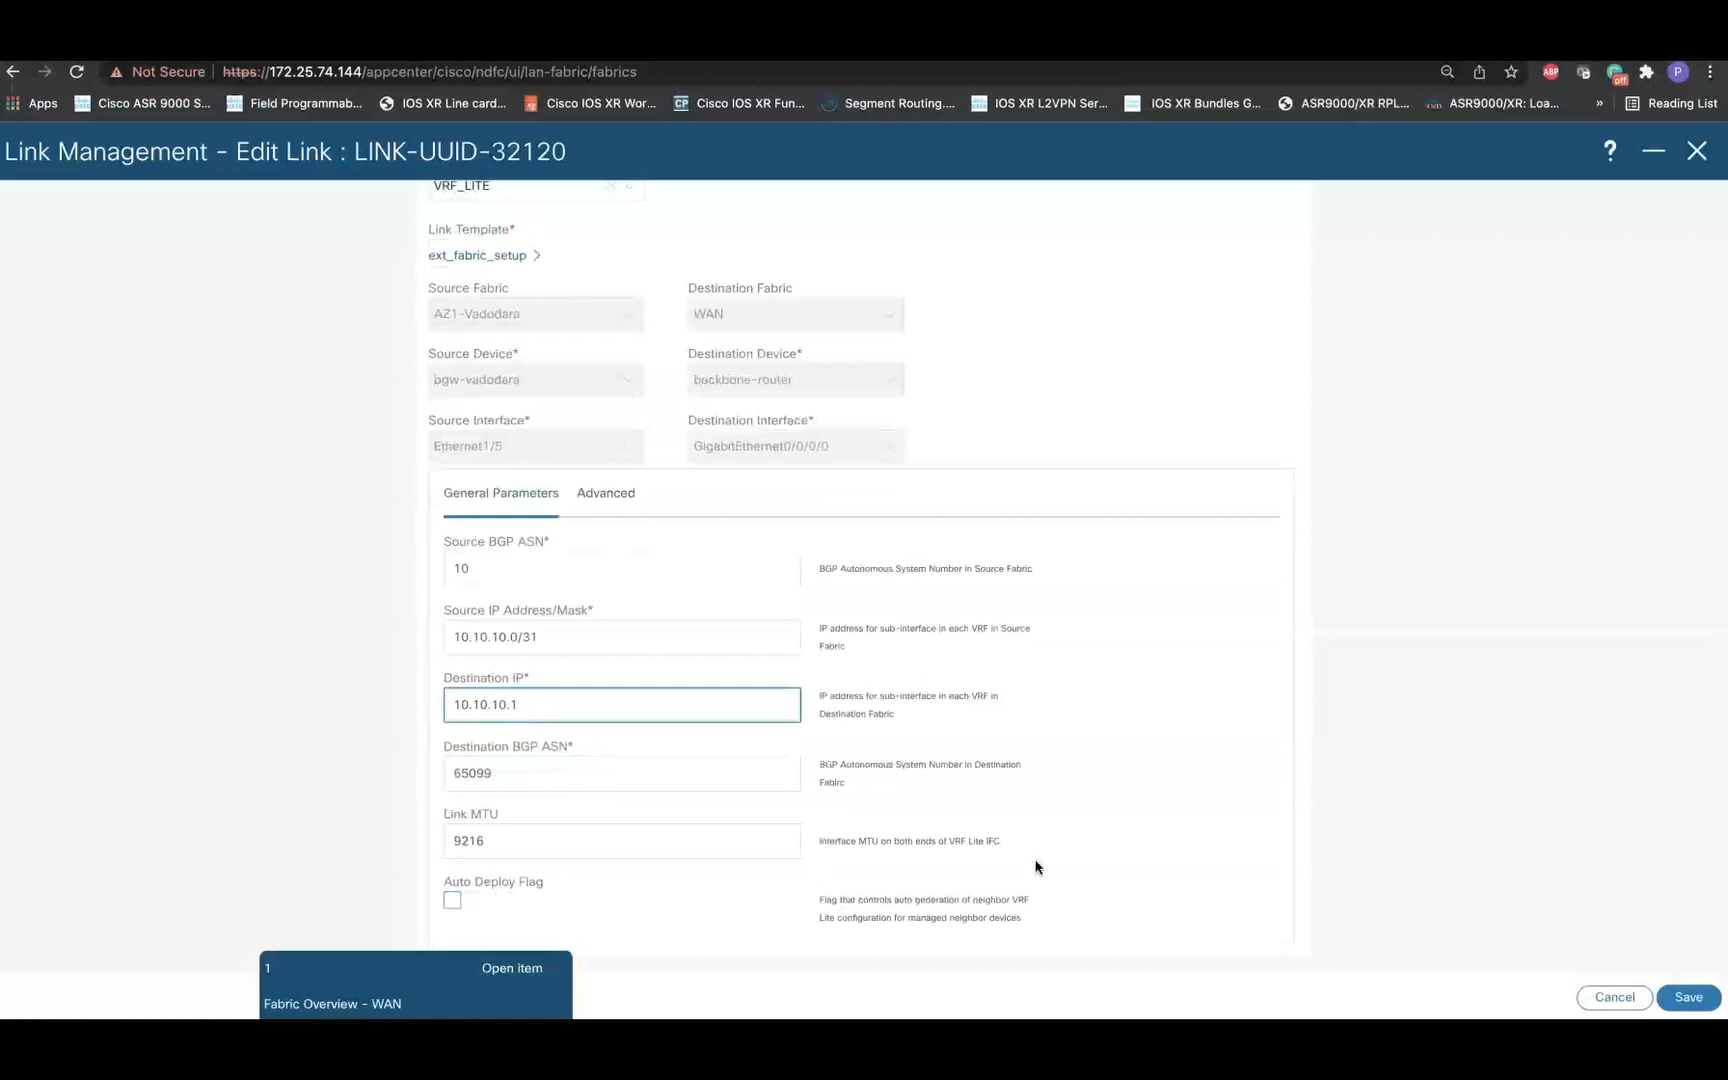 Not Secure | https://172.25.74.144/appcenter/cisco/ndfc/ui/lan-fabric/fabrics
ABP
off
P
Apps
Cisco ASR 9000 S...
Field Programmab...
IOS XR Line card...
Cisco IOS XR Wor...
CP
Cisco IOS XR Fun...
Segment Routing....
IOS XR L2VPN Ser...
IOS XR Bundles G...
ASR9000/XR RPL...
ASR9000/XR: Loa...
»
Reading List
Link Management - Edit Link : LINK-UUID-32120
?
VRF_LITE
Link Template*
ext_fabric_setup >
Source Fabric
Destination Fabric
AZ1-Vadodara
WAN
Source Device*
Destination Device*
bgw-vadodara
backbone-router
Source Interface*
Destination Interface*
Ethernet1/5
GigabitEthernet0/0/0/0
General Parameters
Advanced
Source BGP ASN*
10
BGP Autonomous System Number in Source Fabric
Source IP Address/Mask*
10.10.10.0/31
IP address for sub-interface in each VRF in Source
Fabric
Destination IP*
10.10.10.1
IP address for sub-interface in each VRF in
Destination Fabric
Destination BGP ASN*
65099
BGP Autonomous System Number in Destination
Fabirc
Link MTU
9216
Interface MTU on both ends of VRF Lite IFC
Auto Deploy Flag
Flag that controls auto generation of neighbor VRF
Lite configuration for managed neighbor devices
1
Open item
Fabric Overview - WAN
Cancel
Save